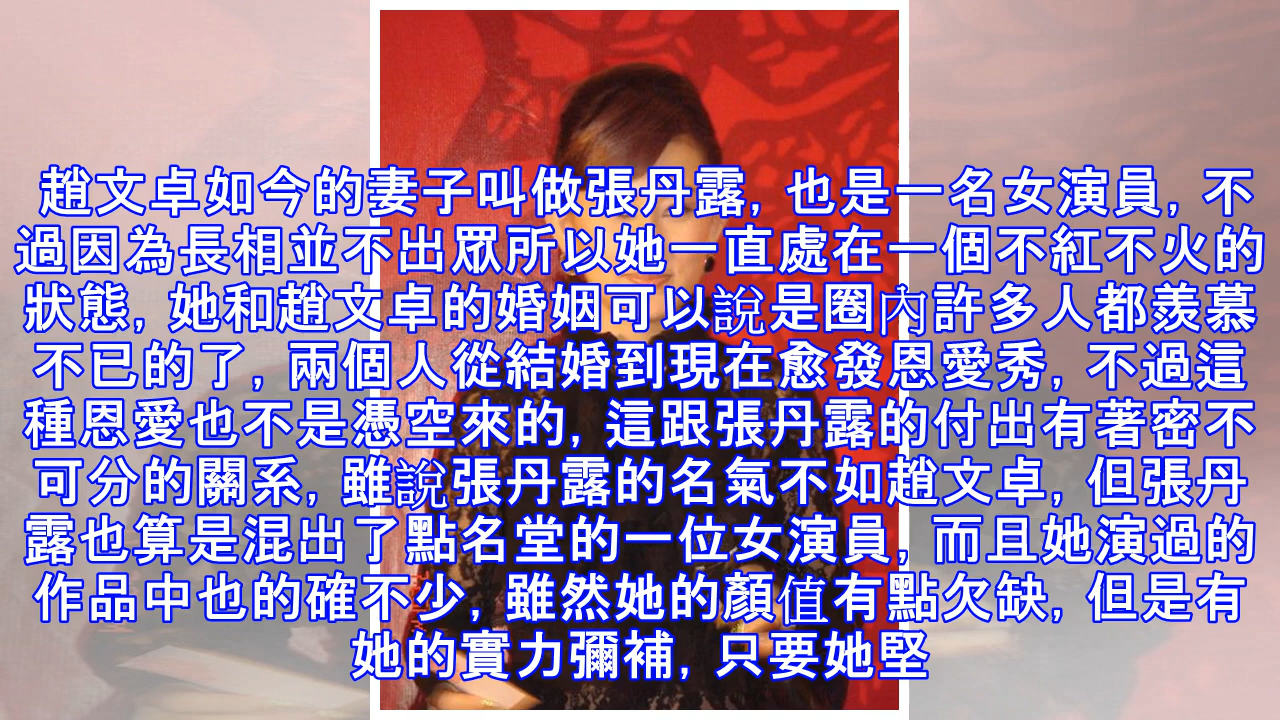 趙文卓如今的妻子叫做張丹露, 也是一名女演員, 不
過因為長相並不出眾所以她一直處在一個不紅不火的
狀態, 她和趙文卓的婚姻可以說是圈內許多人都羨慕
不已的了, 兩個人從結婚到現在愈發恩愛秀, 不過這
種恩愛也不是憑空來的, 這跟張丹露的付出有著密不
可分的關系, 雖說張丹露的名氣不如趙文卓, 但張丹
露也算是混出了點名堂的一位女演員, 而且她演過的
作品中也的確不少, 雖然她的顏值有點欠缺, 但是有
她的實力彌補, 只要她堅